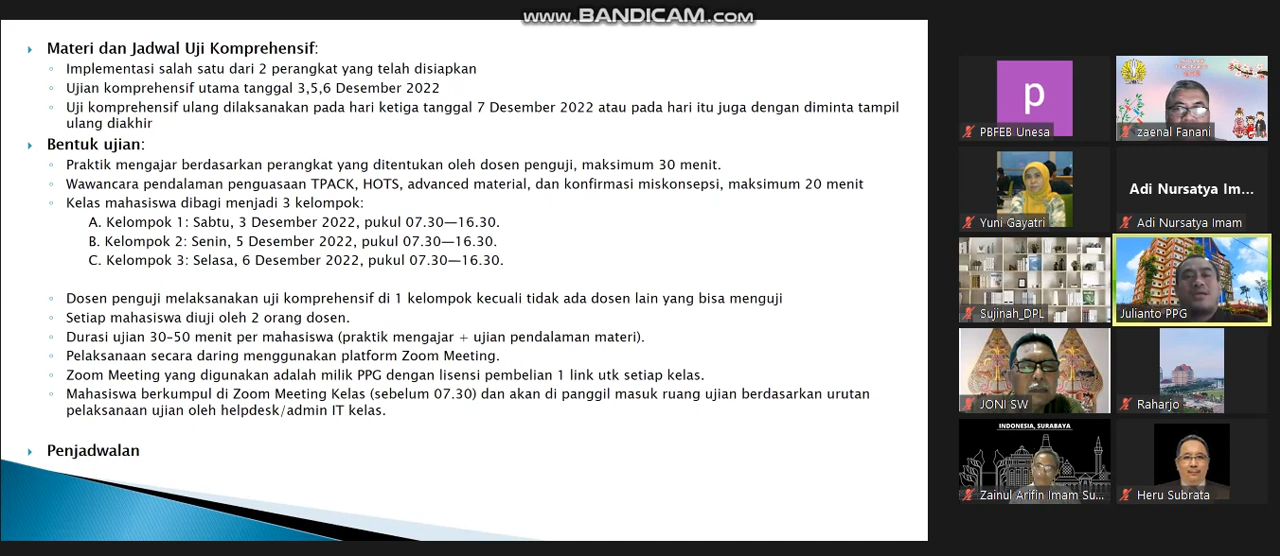 www.BANDICAM.com
Materi dan Jadwal Uji Komprehensif:
Implementasi salah satu dari 2 perangkat yang telah disiapkan
Ujian komprehensif utama tanggal 3,5,6 Desember 2022
Uji komprehensif ulang dilaksanakan pada hari ketiga tanggal 7 Desember 2022 atau pada hari itu juga dengan diminta tampil
ulang diakhir
Bentuk ujian:
Praktik mengajar berdasarkan perangkat yang ditentukan oleh dosen penguji, maksimum 30 menit.
Wawancara pendalaman penguasaan TPACK, HOTS, advanced material, dan konfirmasi miskonsepsi, maksimum 20 menit
Kelas mahasiswa dibagi menjadi 3 kelompok:
A. Kelompok 1: Sabtu, 3 Desember 2022, pukul 07.30—16.30.
B. Kelompok 2: Senin, 5 Desember 2022, pukul 07.30—16.30.
C. Kelompok 3: Selasa, 6 Desember 2022, pukul 07.30—16.30.
Dosen penguji melaksanakan uji komprehensif di 1 kelompok kecuali tidak ada dosen lain yang bisa menguji
Setiap mahasiswa diuji oleh 2 orang dosen.
Durasi ujian 30-50 menit per mahasiswa (praktik mengajar + ujian pendalaman materi).
Pelaksanaan secara daring menggunakan platform Zoom Meeting.
Zoom Meeting yang digunakan adalah milik PPG dengan lisensi pembelian 1 link utk setiap kelas.
Mahasiswa berkumpul di Zoom Meeting Kelas (sebelum 07.30) dan akan di panggil masuk ruang ujian berdasarkan urutan
pelaksanaan ujian oleh helpdesk/admin IT kelas.
Penjadwalan
p
PBFEB Unesa
zaenal Fanani
Yuni Gayatri
Adi Nursatya Im...
Adi Nursatya Imam
Sujinah_DPL
Julianto PPG
JONI SW
Raharjo
INDONESIA, SURABAYA
Zainul Arifin Imam Su...
Heru Subrata